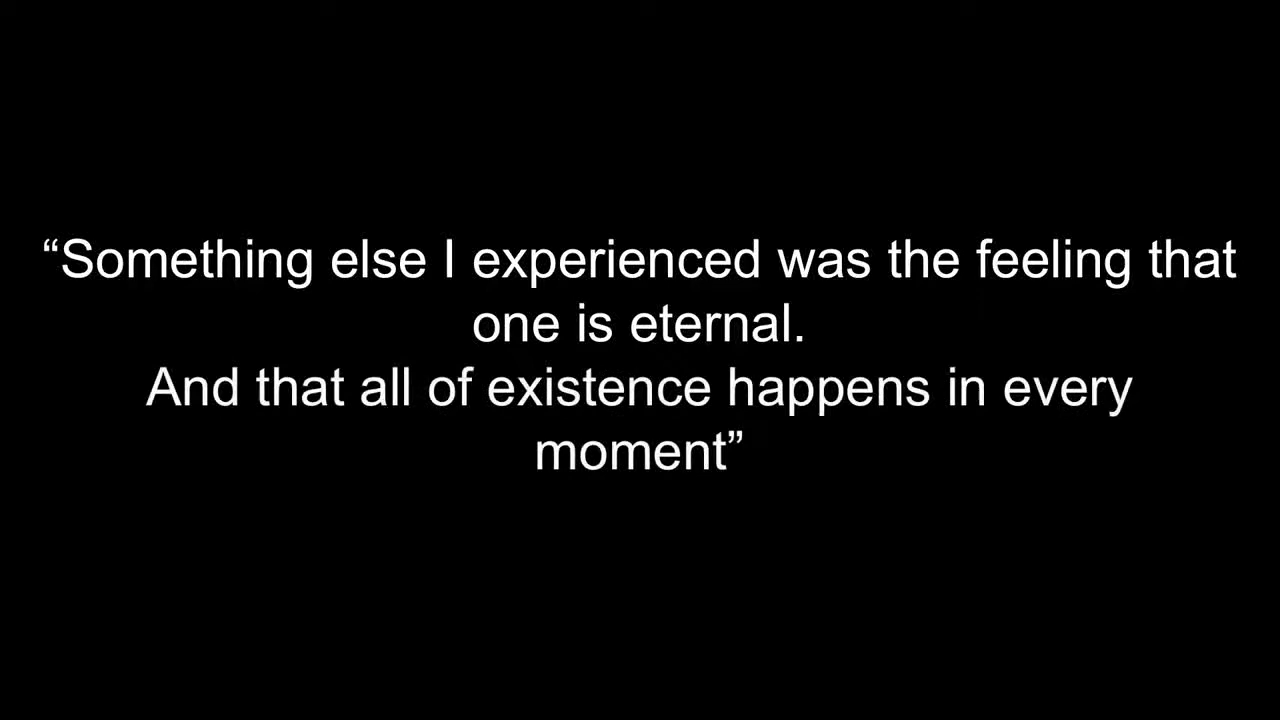 “Something else I experienced was the feeling that
one is eternal.
And that all of existence happens in every
moment”